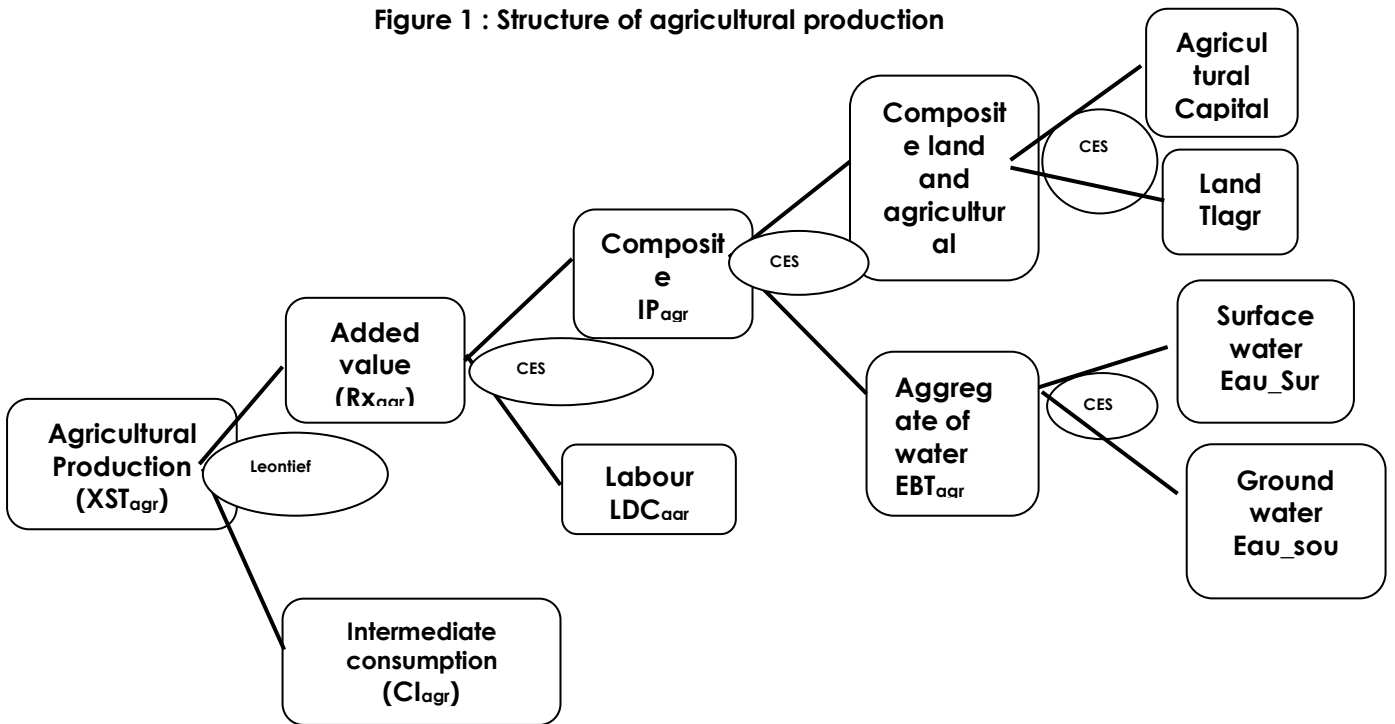 Figure 1 : Structure of agricultural production
Agricul
tural
Capital
CES
Land
Tlagr
Composit
e land
and
agricultur
al
Composit
e
IPagr
CES
Surface
water
Eau_Sur
Added
value
(Rxagr)
CES
Aggreg
ate of
water
EBTagr
CES
Ground
water
Eau_sou
Agricultural
Production
(XSTagr)
Leontief
Labour
LDCagr
Intermediate
consumption
(CIagr)